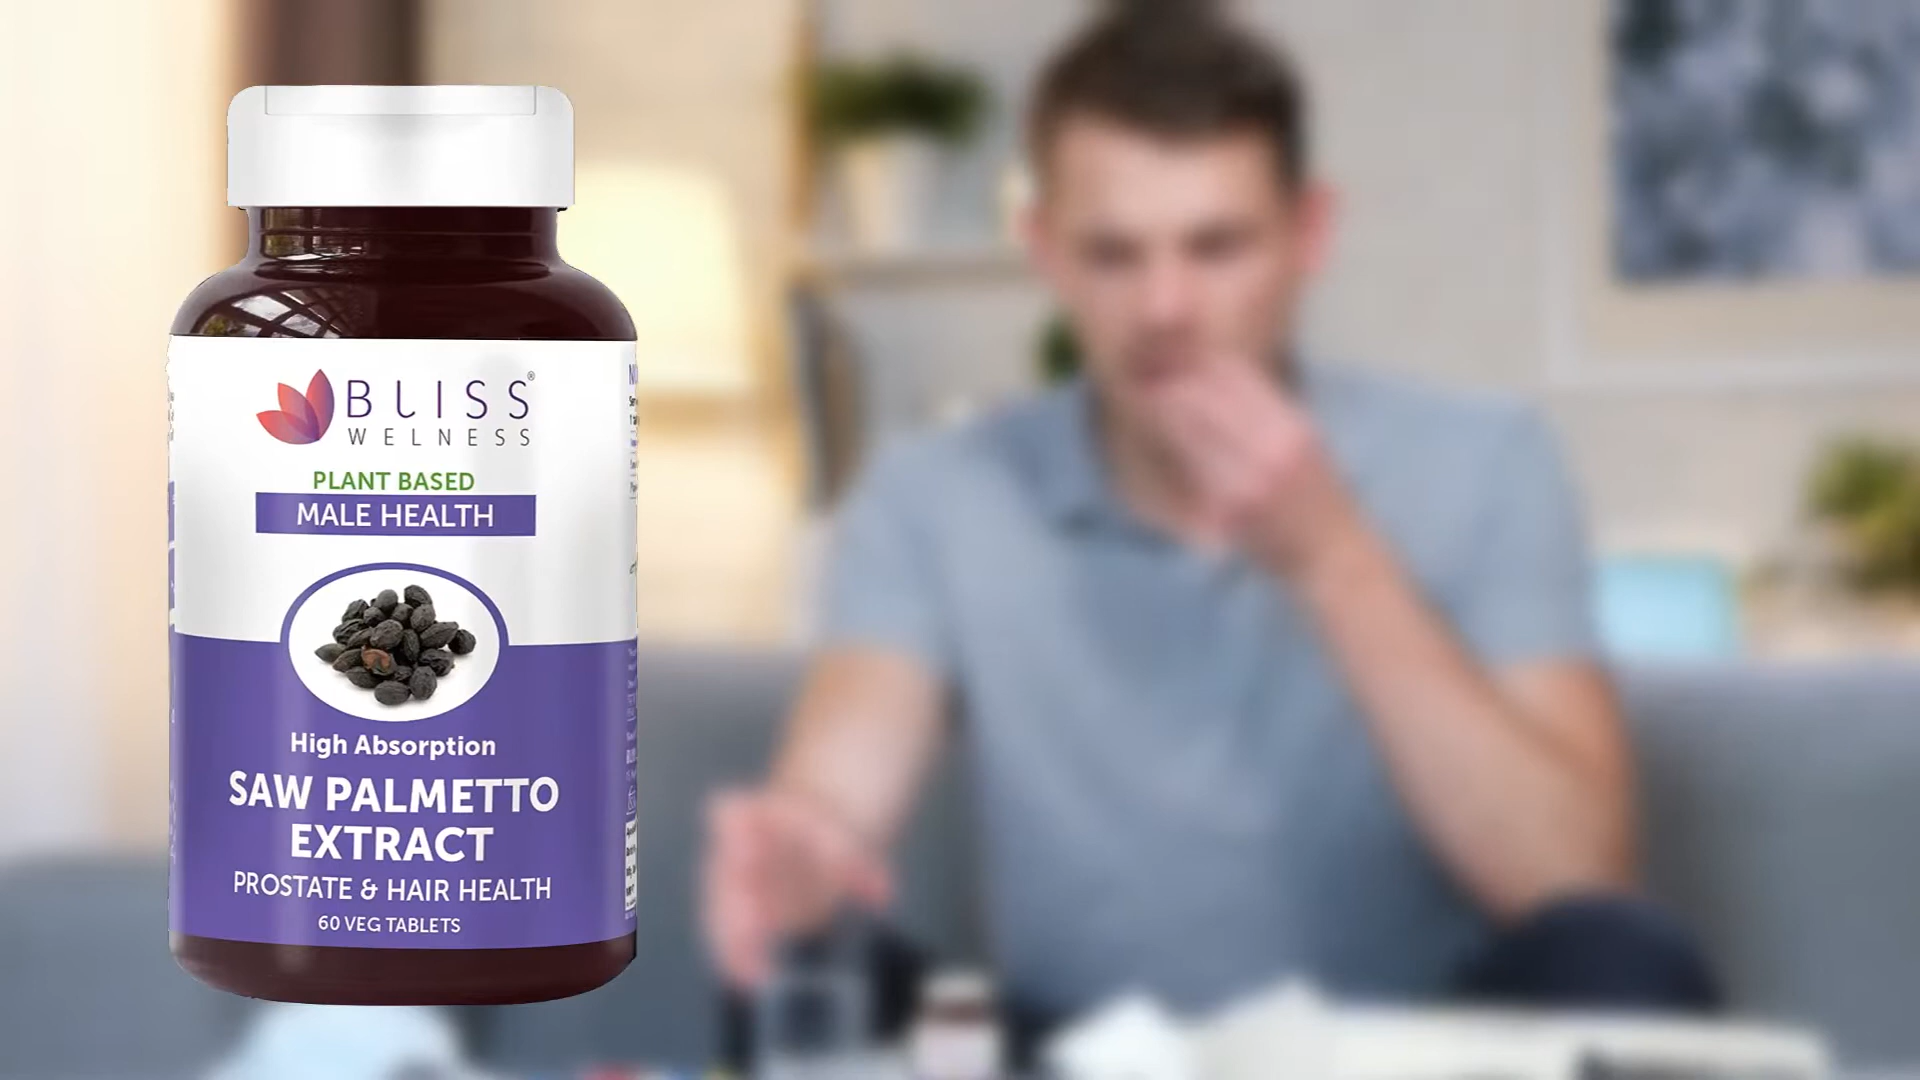 BLISS®
WELNESS
PLANT BASED
MALE HEALTH
High Absorption
SAW PALMETTO
EXTRACT
PROSTATE & HAIR HEALTH
60 VEG TABLETS